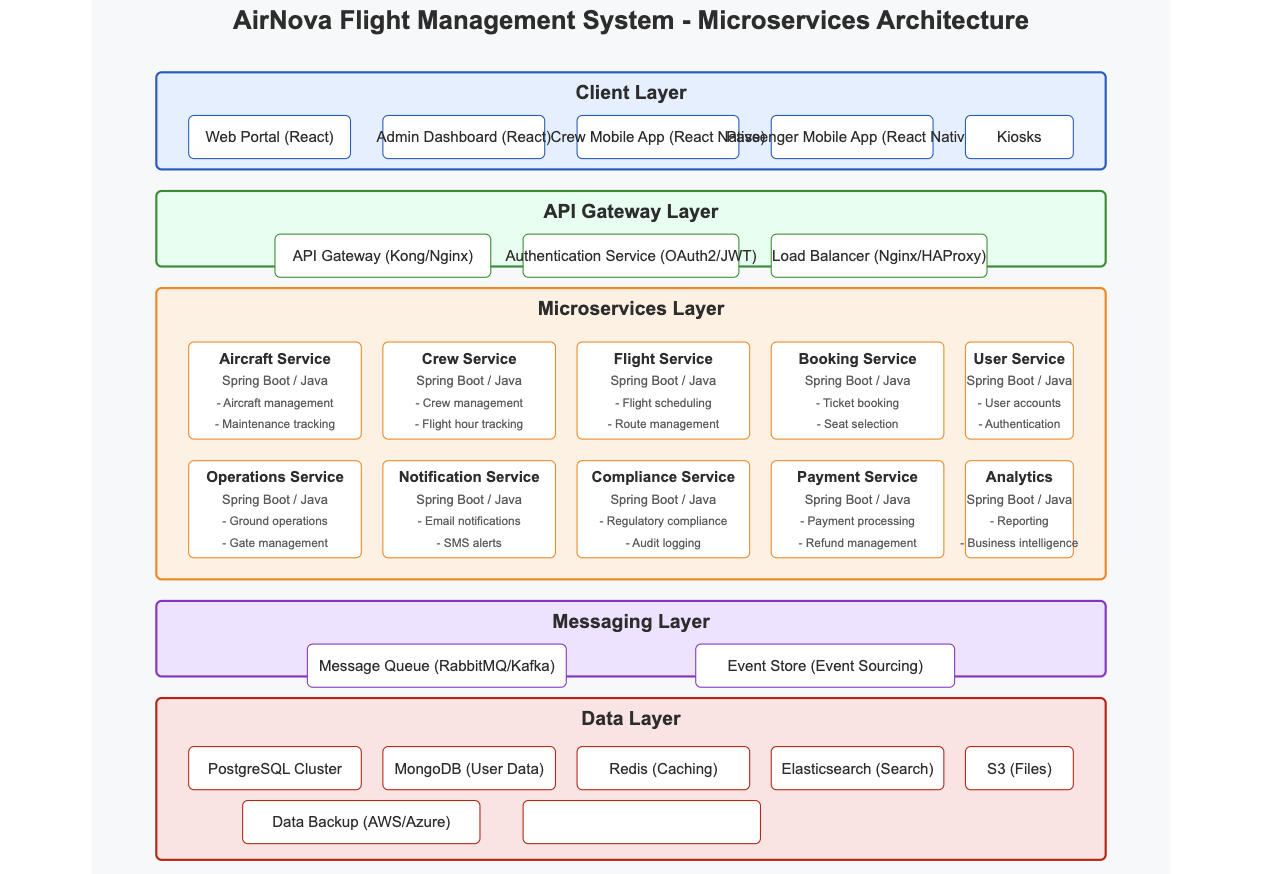 AirNova Flight Management System - Microservices Architecture
Client Layer
Web Portal (React)
Admin Dashboard (React)
Crew Mobile App (React Native)
Passenger Mobile App (React Nativ
Kiosks
API Gateway Layer
API Gateway (Kong/Nginx)
Authentication Service (OAuth2/JWT)
Load Balancer (Nginx/HAProxy)
Microservices Layer
Aircraft Service
Spring Boot / Java
- Aircraft management
- Maintenance tracking
Crew Service
Spring Boot / Java
- Crew management
- Flight hour tracking
Flight Service
Spring Boot / Java
- Flight scheduling
- Route management
Booking Service
Spring Boot / Java
- Ticket booking
- Seat selection
User Service
Spring Boot / Java
- User accounts
- Authentication
Operations Service
Spring Boot / Java
- Ground operations
- Gate management
Notification Service
Spring Boot / Java
- Email notifications
- SMS alerts
Compliance Service
Spring Boot / Java
- Regulatory compliance
- Audit logging
Payment Service
Spring Boot / Java
- Payment processing
- Refund management
Analytics
Spring Boot / Java
- Reporting
- Business intelligence
Messaging Layer
Message Queue (RabbitMQ/Kafka)
Event Store (Event Sourcing)
Data Layer
PostgreSQL Cluster
MongoDB (User Data)
Redis (Caching)
Elasticsearch (Search)
S3 (Files)
Data Backup (AWS/Azure)